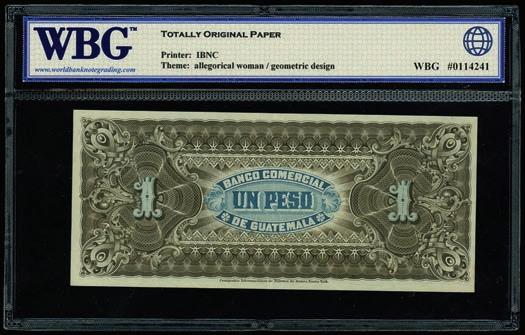 WBG™
www.worldbanknotegrading.com
TOTALLY ORIGINAL PAPER
Printer: IBNC
Theme: allegorical woman / geometric design
WBG #0114241
BANCO COMERCIAL
UN PESO
DE GUATEMALA
1
1